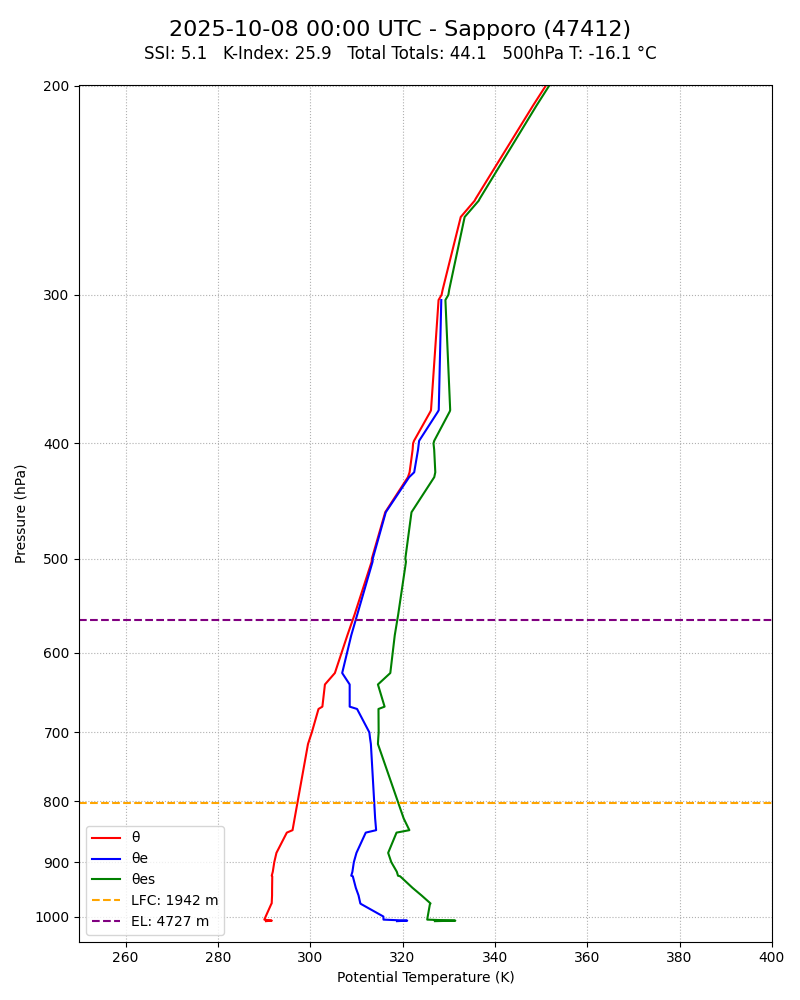 2025-10-08 00:00 UTC - Sapporo (47412)
SSI: 5.1 K-Index: 25.9 Total Totals: 44.1 500hPa T: -16.1 °C
200
300
400
500
600
700
800
900
1000
Pressure (hPa)
θ
θe
θes
LFC: 1942 m
EL: 4727 m
260 280 300 320 340 360 380 400
Potential Temperature (K)